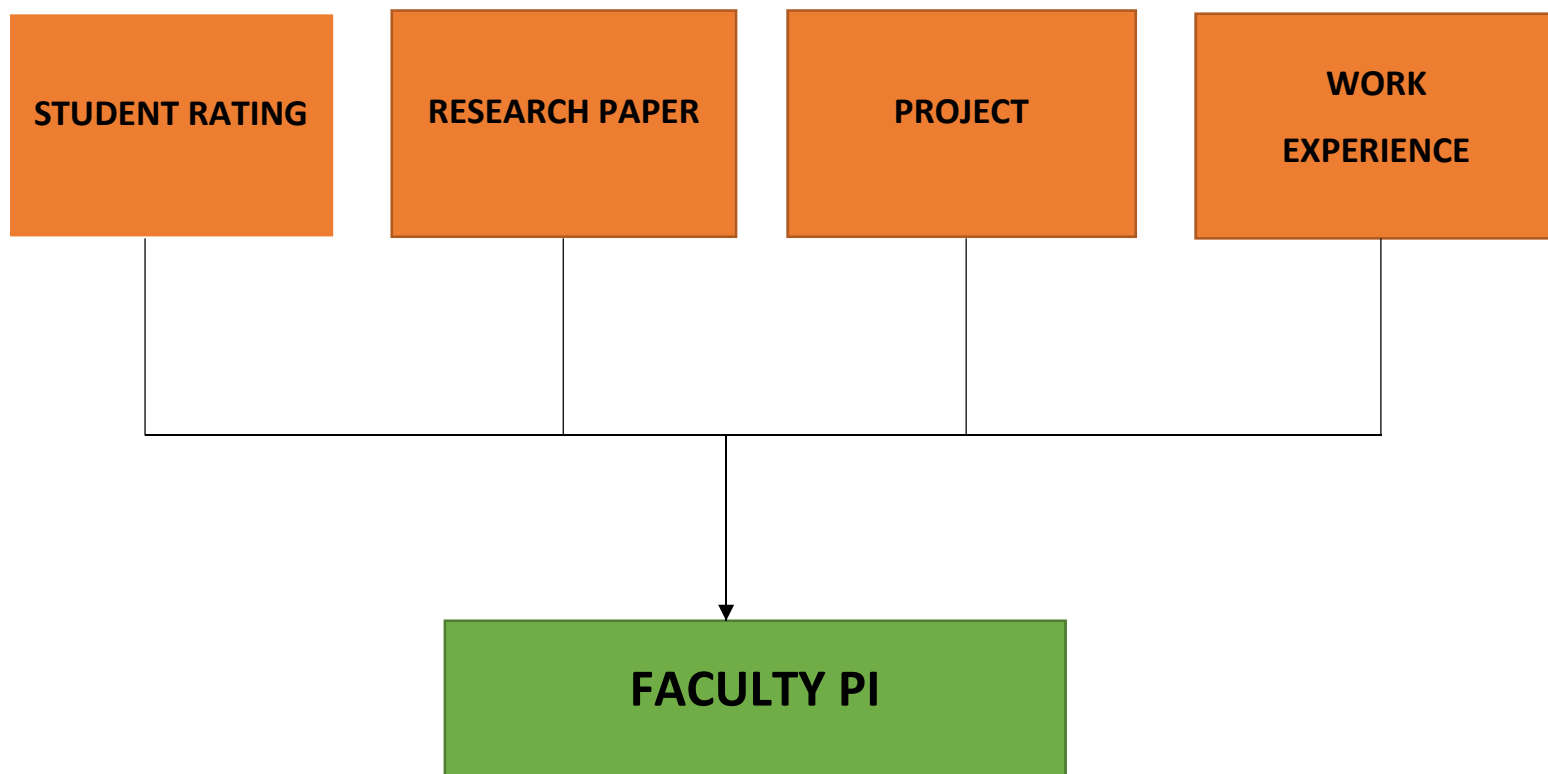 STUDENT RATING
RESEARCH PAPER
PROJECT
WORK
EXPERIENCE
FACULTY PI